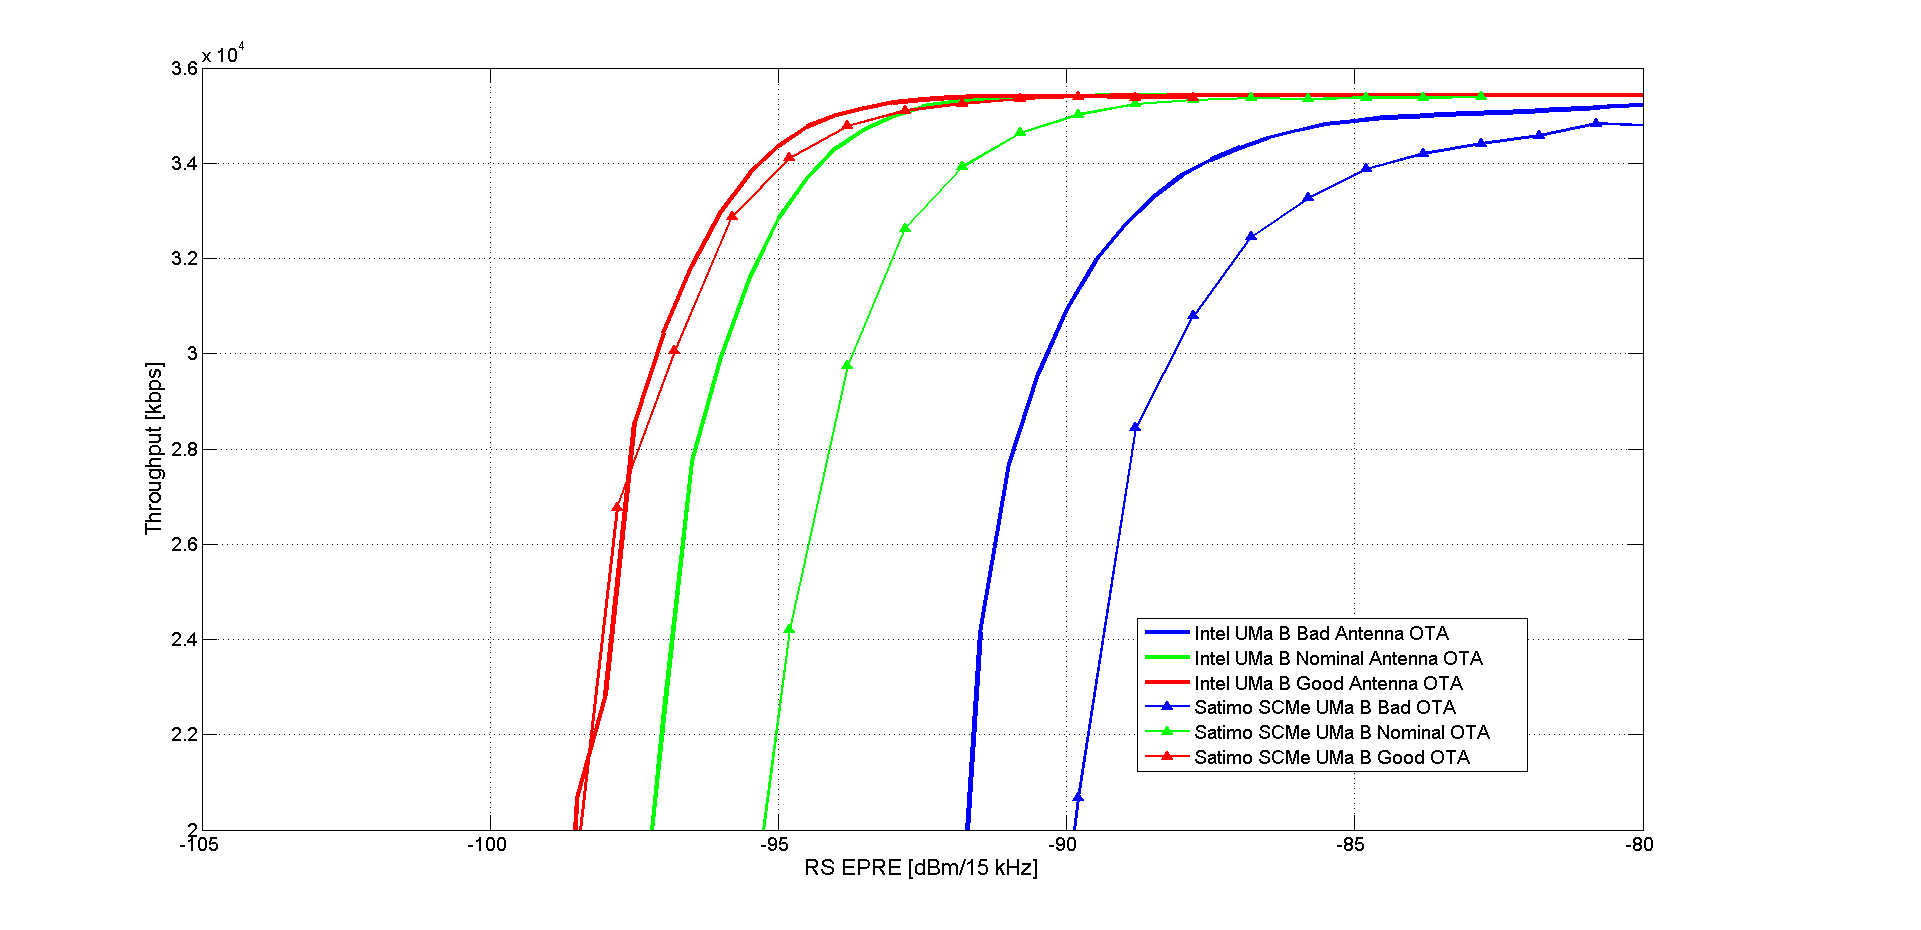 x 10^4
3.6
3.4
3.2
3
2.8
2.6
2.4
2.2
2
Throughput [kbps]
-105 -100 -95 -90 -85 -80
RS EPRE [dBm/15 kHz]
Intel UMa B Bad Antenna OTA
Intel UMa B Nominal Antenna OTA
Intel UMa B Good Antenna OTA
Satimo SCMe UMa B Bad OTA
Satimo SCMe UMa B Nominal OTA
Satimo SCMe UMa B Good OTA